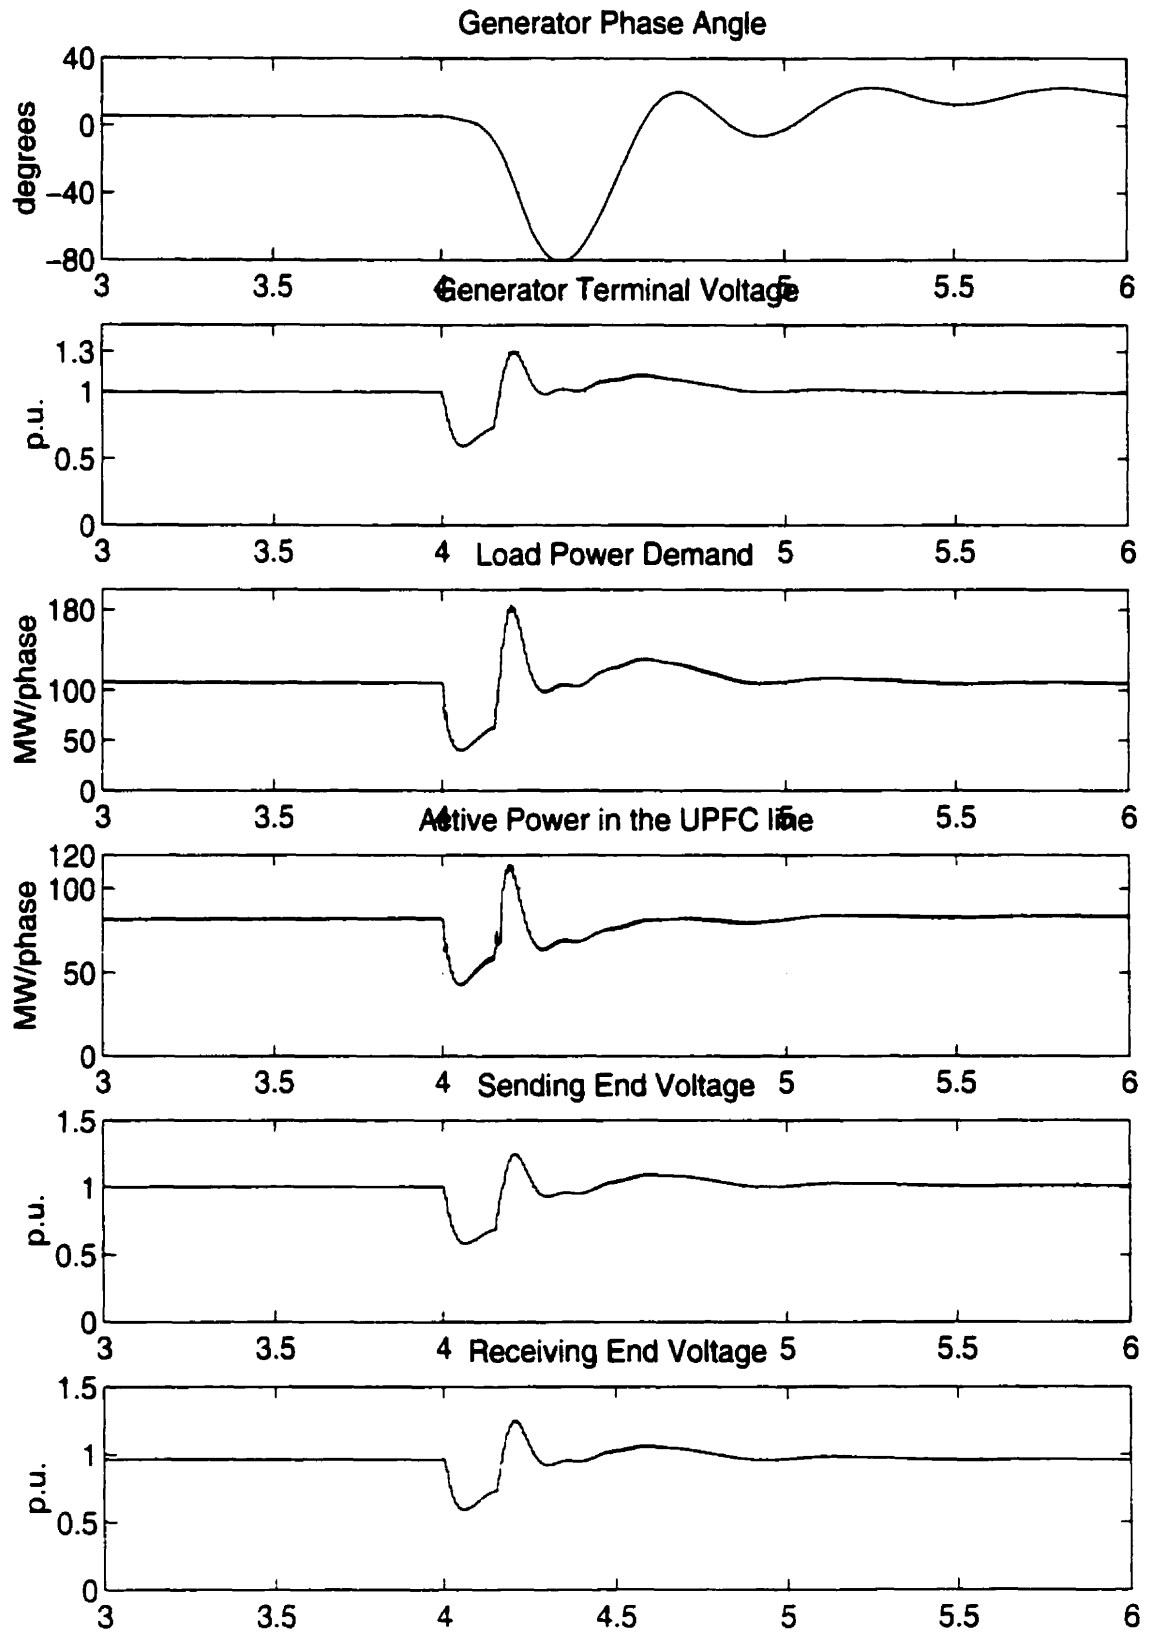 Generator Phase Angle
40
0
−40
−80
degrees
3 3.5 4 5 5.5 6
Generator Terminal Voltage
1.3
1
0.5
0
p.u.
3 3.5 4 5 5.5 6
Load Power Demand
180
100
50
0
MW/phase
3 3.5 4 5 5.5 6
Active Power in the UPFC line
120
100
50
0
MW/phase
3 3.5 4 5 5.5 6
Sending End Voltage
1.5
1
0.5
0
p.u.
3 3.5 4 5 5.5 6
Receiving End Voltage
1.5
1
0.5
0
p.u.
3 3.5 4 4.5 5 5.5 6